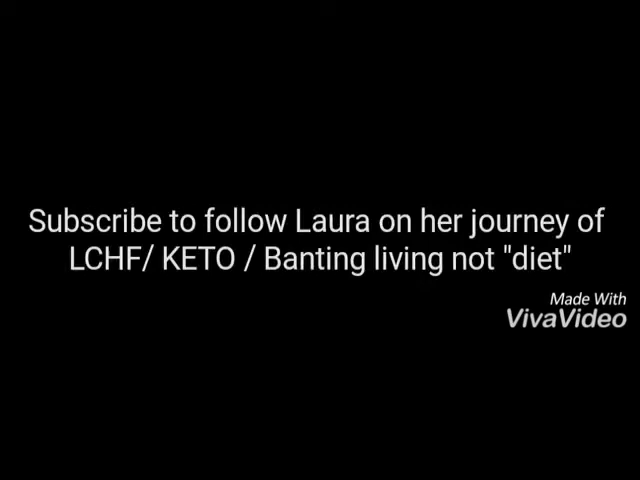 Subscribe to follow Laura on her journey of
LCHF/ KETO / Banting living not "diet"
Made With
VivaVideo